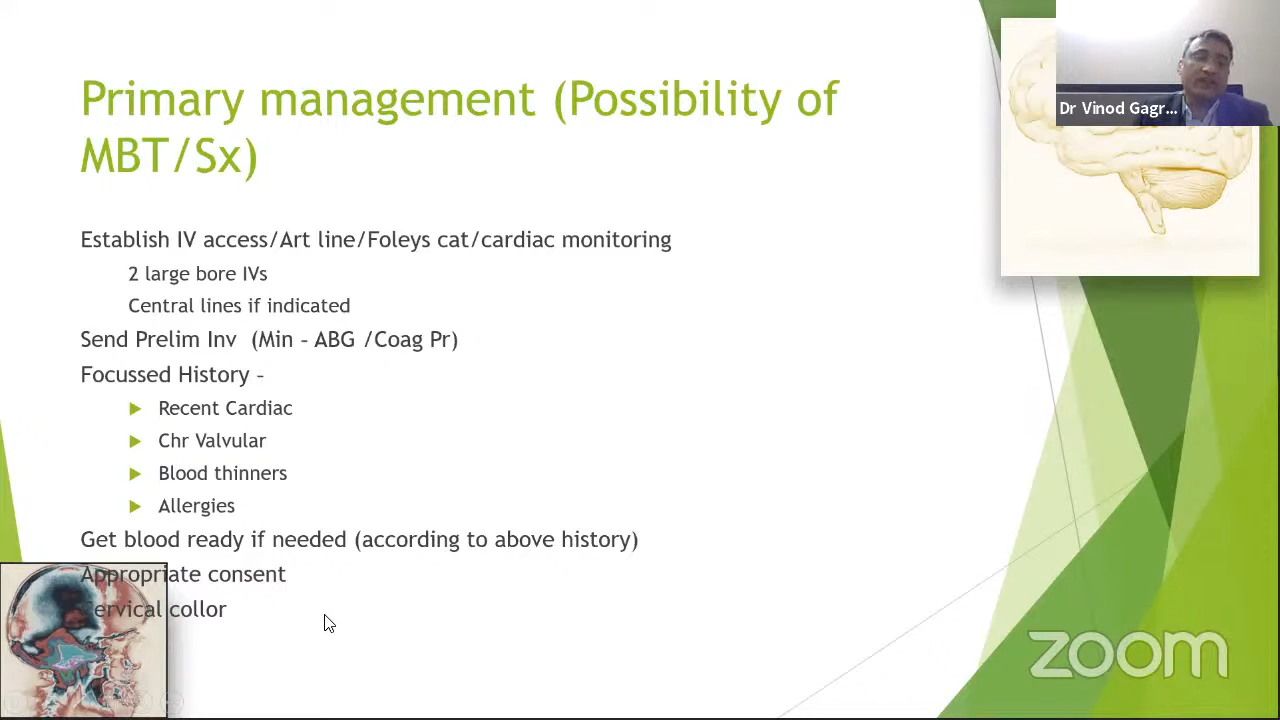 Primary management (Possibility of
MBT/Sx)
Dr Vinod Gagr...
Establish IV access/Art line/Foleys cat/cardiac monitoring
2 large bore IVs
Central lines if indicated
Send Prelim Inv (Min – ABG /Coag Pr)
Focussed History –
Recent Cardiac
Chr Valvular
Blood thinners
Allergies
Get blood ready if needed (according to above history)
Appropriate consent
Cervical collor
zoom